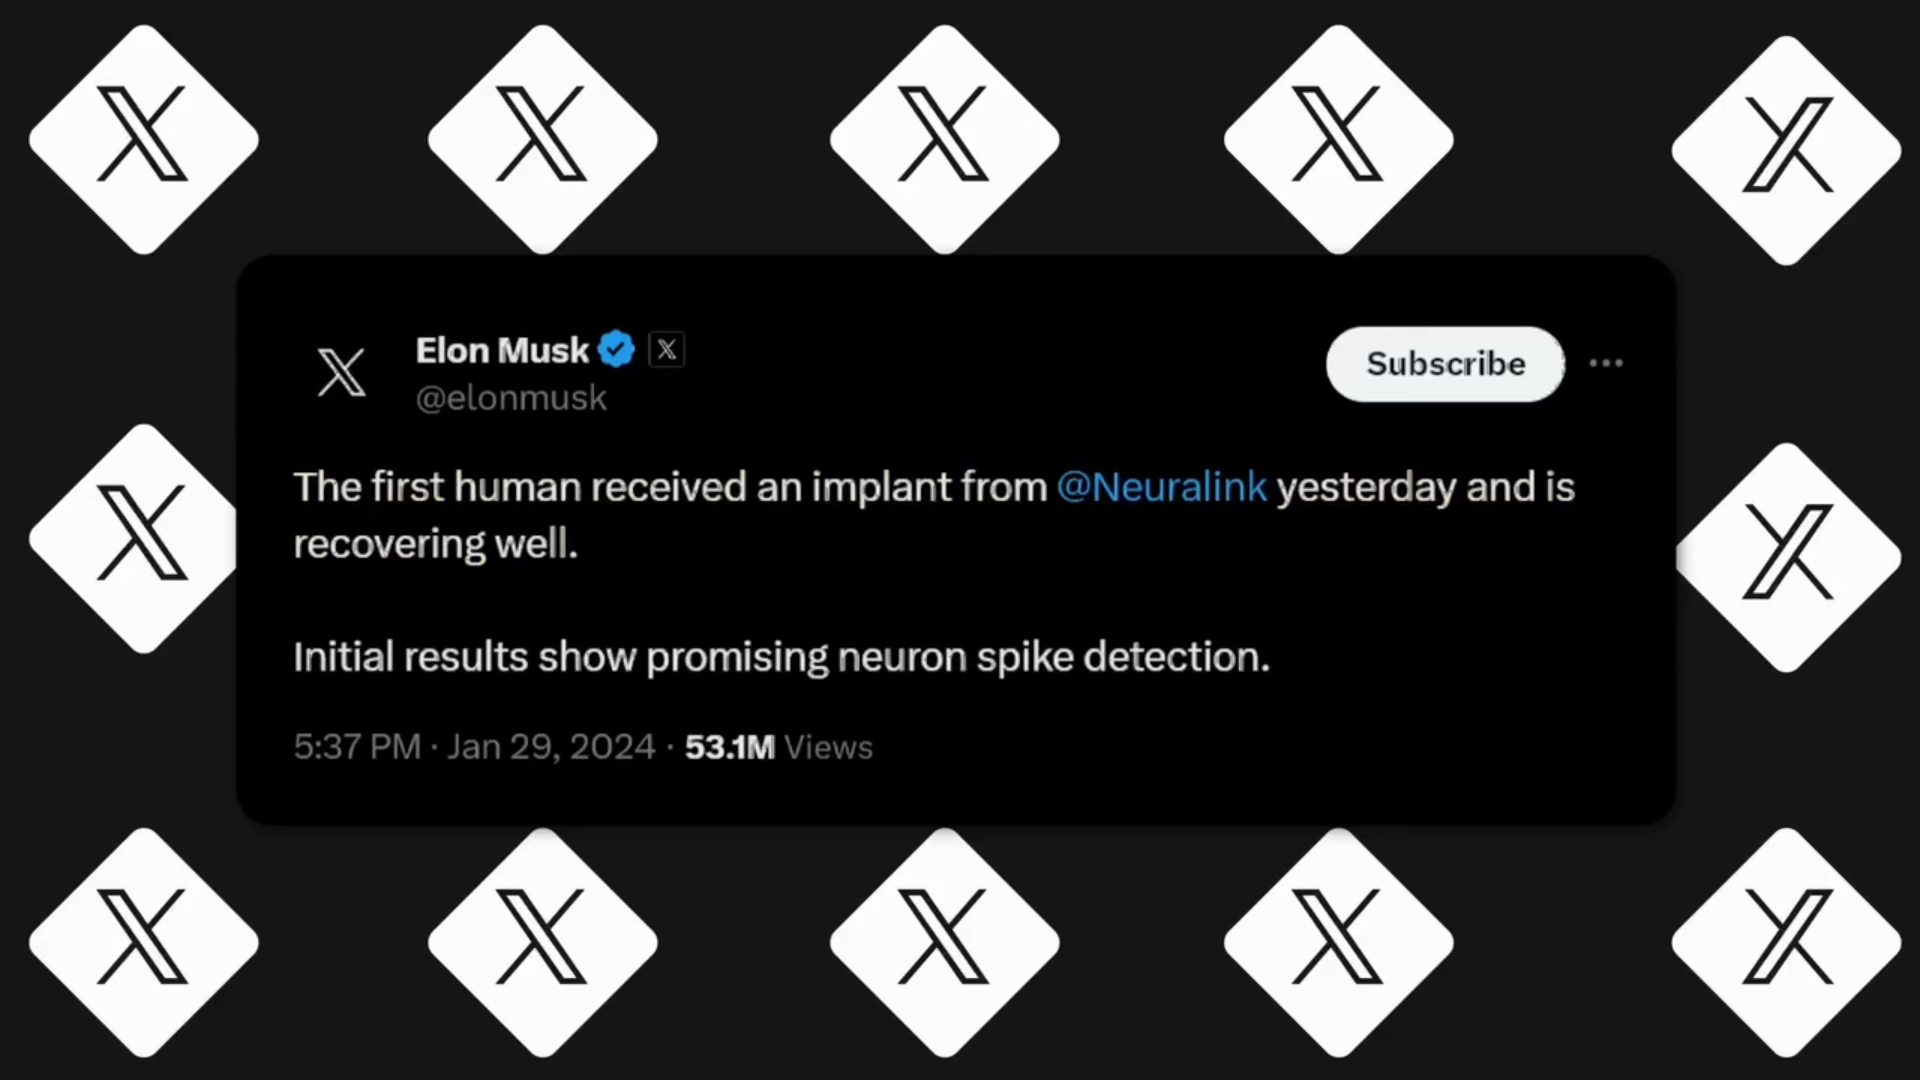 Elon Musk
@elonmusk
Subscribe
The first human received an implant from @Neuralink yesterday and is
recovering well.
Initial results show promising neuron spike detection.
5:37 PM · Jan 29, 2024 · 53.1M Views